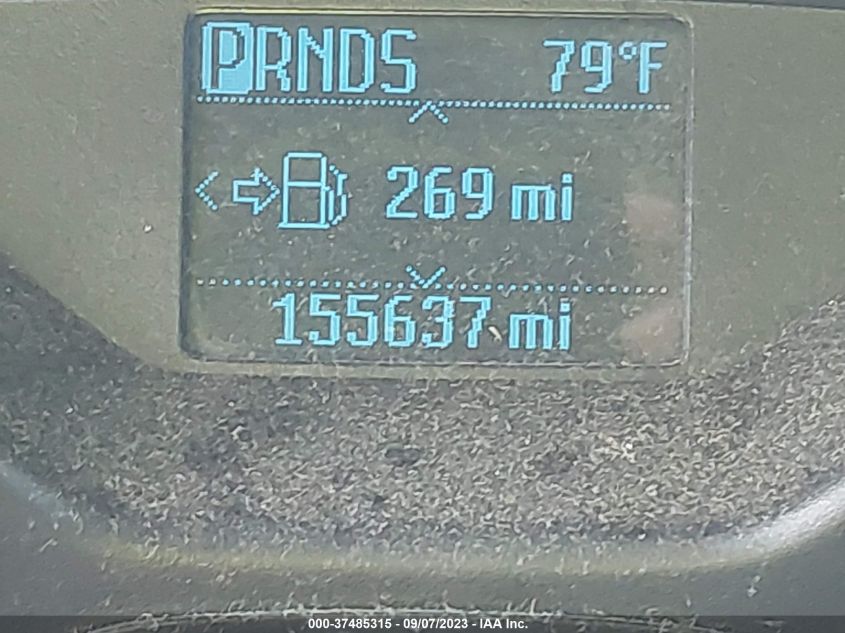 PRNDS 79°F
269 mi
155637 mi
000-37485315 - 09/07/2023 - IAA Inc.